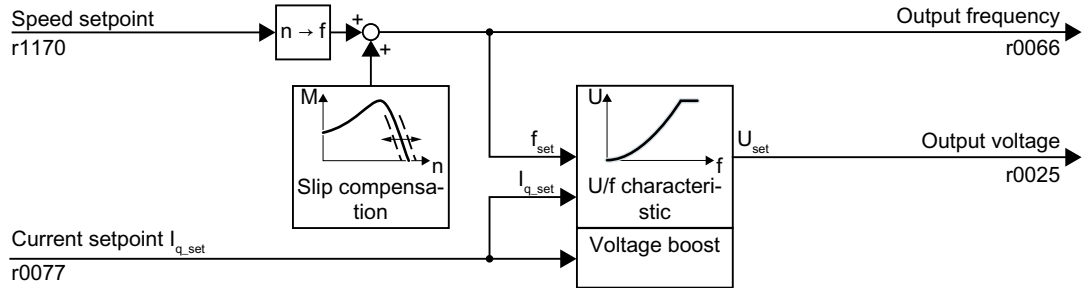 Speed setpoint
r1170
n → f
+
+
Output frequency
r0066
M
n
Slip compensa-
tion
f_set
I_q_set
U
f
U/f characteri-
stic
U_set
Output voltage
r0025
Current setpoint I_q_set
r0077
Voltage boost